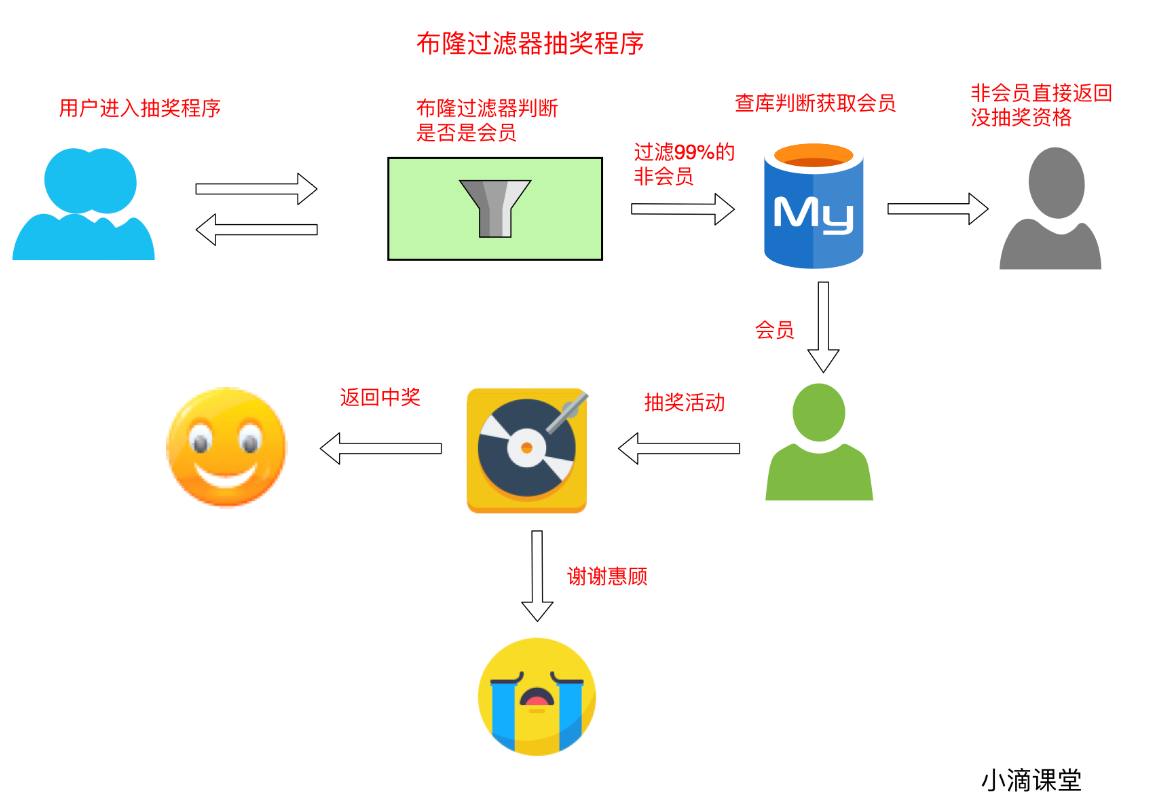 布隆过滤器抽奖程序
用户进入抽奖程序
布隆过滤器判断
是否是会员
过滤99%的
非会员
查库判断获取会员
非会员直接返回
没抽奖资格
My
会员
返回中奖
抽奖活动
谢谢惠顾
小滴课堂